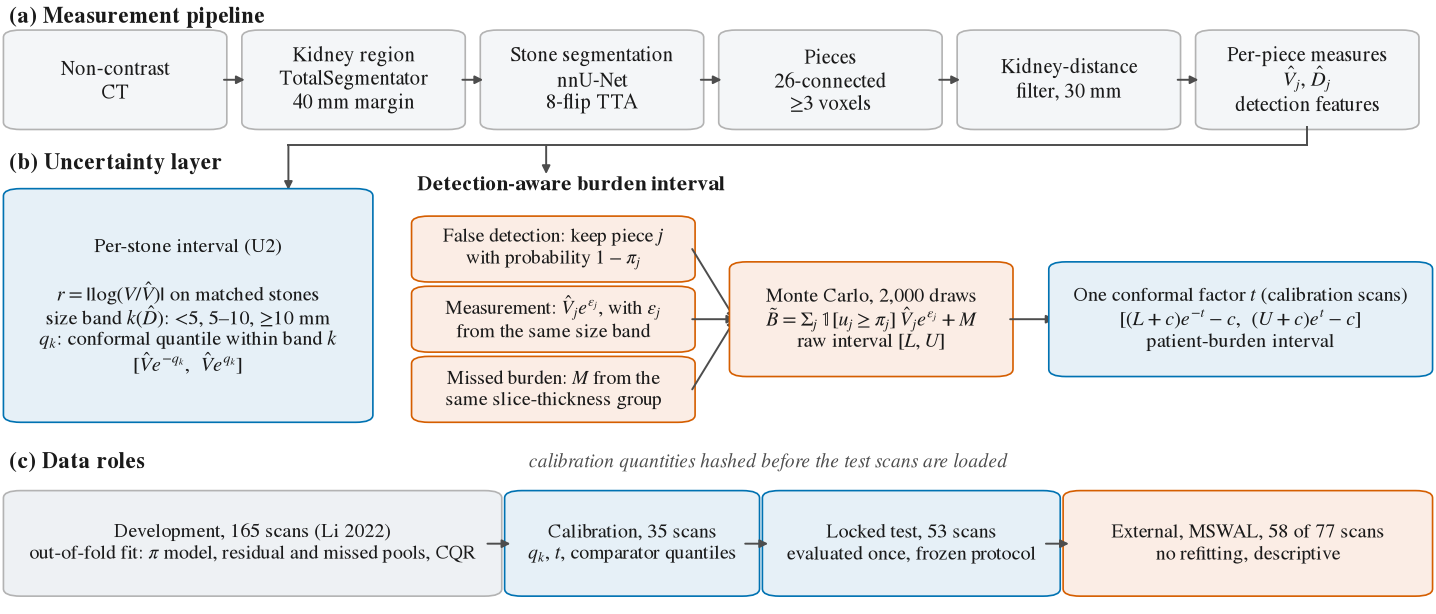 (a) Measurement pipeline
Non-contrast
CT
Kidney region
TotalSegmentator
40 mm margin
Stone segmentation
nnU-Net
8-flip TTA
Pieces
26-connected
≥3 voxels
Kidney-distance
filter, 30 mm
Per-piece measures
V̂ⱼ, D̂ⱼ
detection features
(b) Uncertainty layer
Per-stone interval (U2)
r = |log(V/V̂)| on matched stones
size band k(D̂): <5, 5–10, ≥10 mm
qₖ: conformal quantile within band k
[V̂e^{−qₖ}, V̂e^{qₖ}]
Detection-aware burden interval
False detection: keep piece j
with probability 1 − πⱼ
Measurement: V̂ⱼe^{εⱼ}, with εⱼ
from the same size band
Missed burden: M from the
same slice-thickness group
Monte Carlo, 2,000 draws
B̃ = Σⱼ 𝟙[uⱼ ≥ πⱼ] V̂ⱼe^{εⱼ} + M
raw interval [L, U]
One conformal factor t (calibration scans)
[(L + c)e^{−t} − c, (U + c)e^{t} − c]
patient-burden interval
(c) Data roles
calibration quantities hashed before the test scans are loaded
Development, 165 scans (Li 2022)
out-of-fold fit: π model, residual and missed pools, CQR
Calibration, 35 scans
qₖ, t, comparator quantiles
Locked test, 53 scans
evaluated once, frozen protocol
External, MSWAL, 58 of 77 scans
no refitting, descriptive